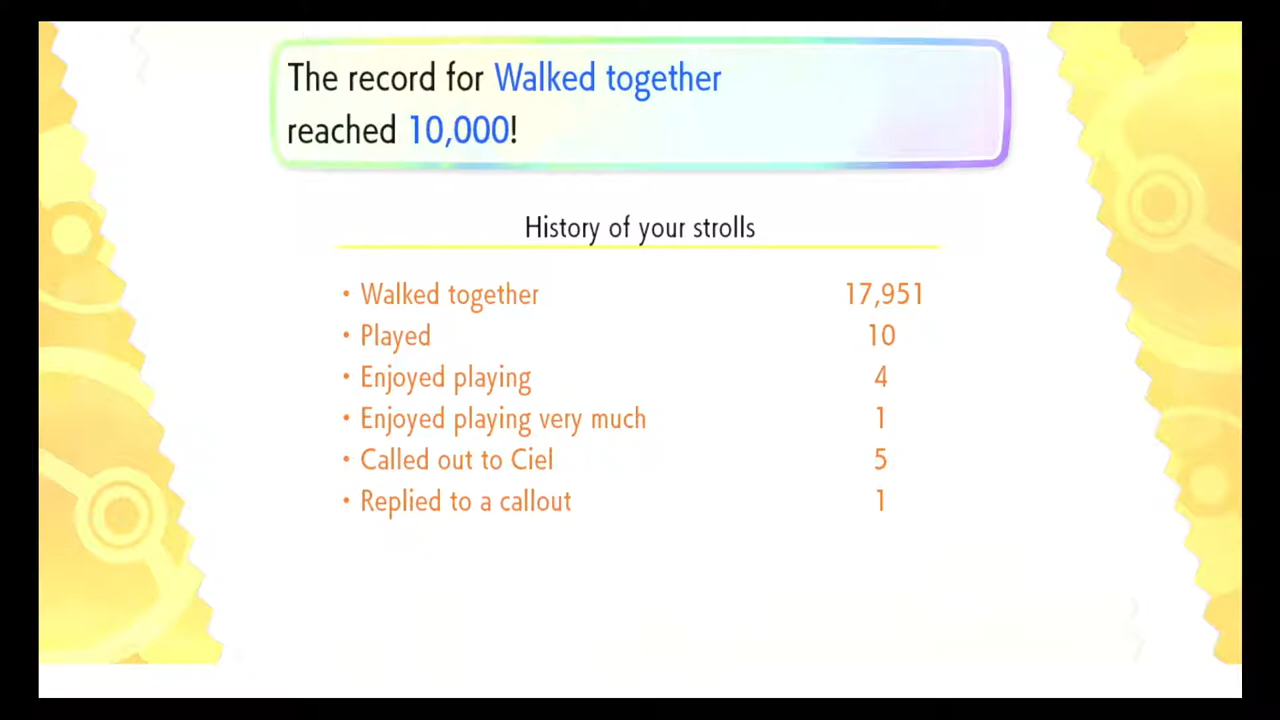 The record for Walked together
reached 10,000!
History of your strolls
• Walked together 17,951
• Played 10
• Enjoyed playing 4
• Enjoyed playing very much 1
• Called out to Ciel 5
• Replied to a callout 1